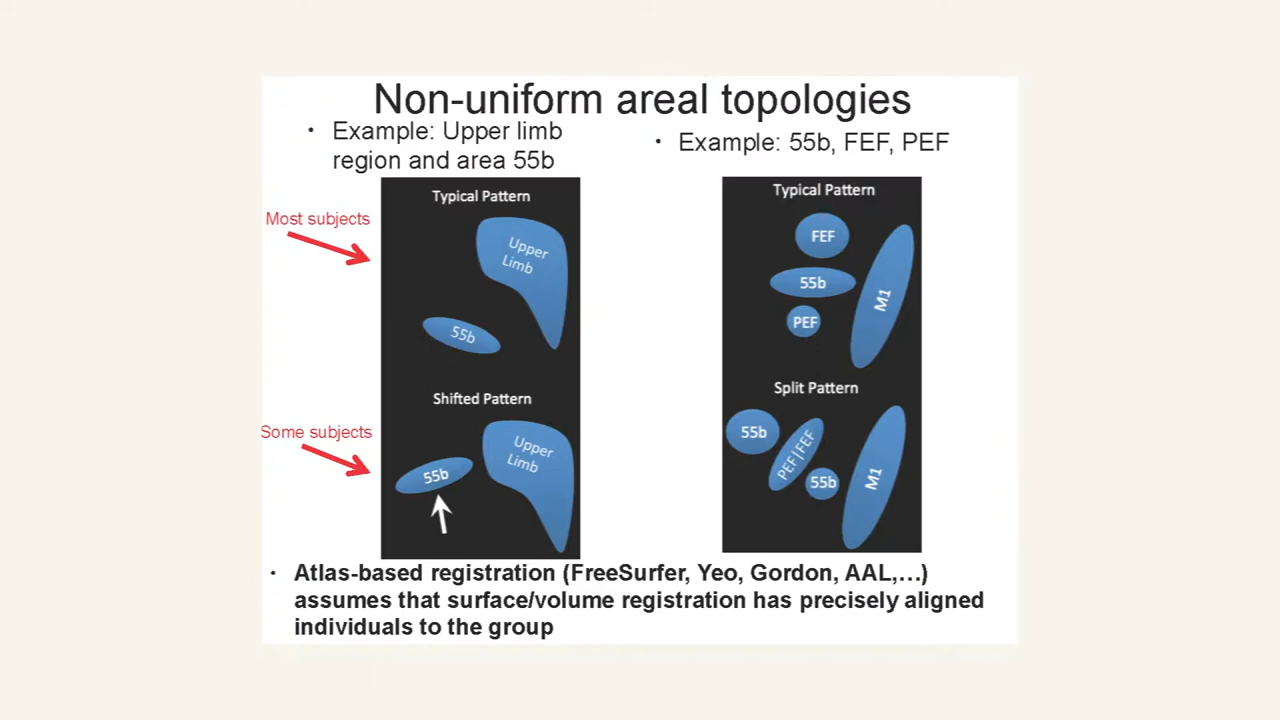 Non-uniform areal topologies
• Example: Upper limb
region and area 55b
Most subjects
Typical Pattern
Upper
Limb
55b
Some subjects
Shifted Pattern
Upper
Limb
55b
• Example: 55b, FEF, PEF
Typical Pattern
FEF
55b
PEF
M1
Split Pattern
55b
PEF|FEF
55b
M1
• Atlas-based registration (FreeSurfer, Yeo, Gordon, AAL,...)
assumes that surface/volume registration has precisely aligned
individuals to the group